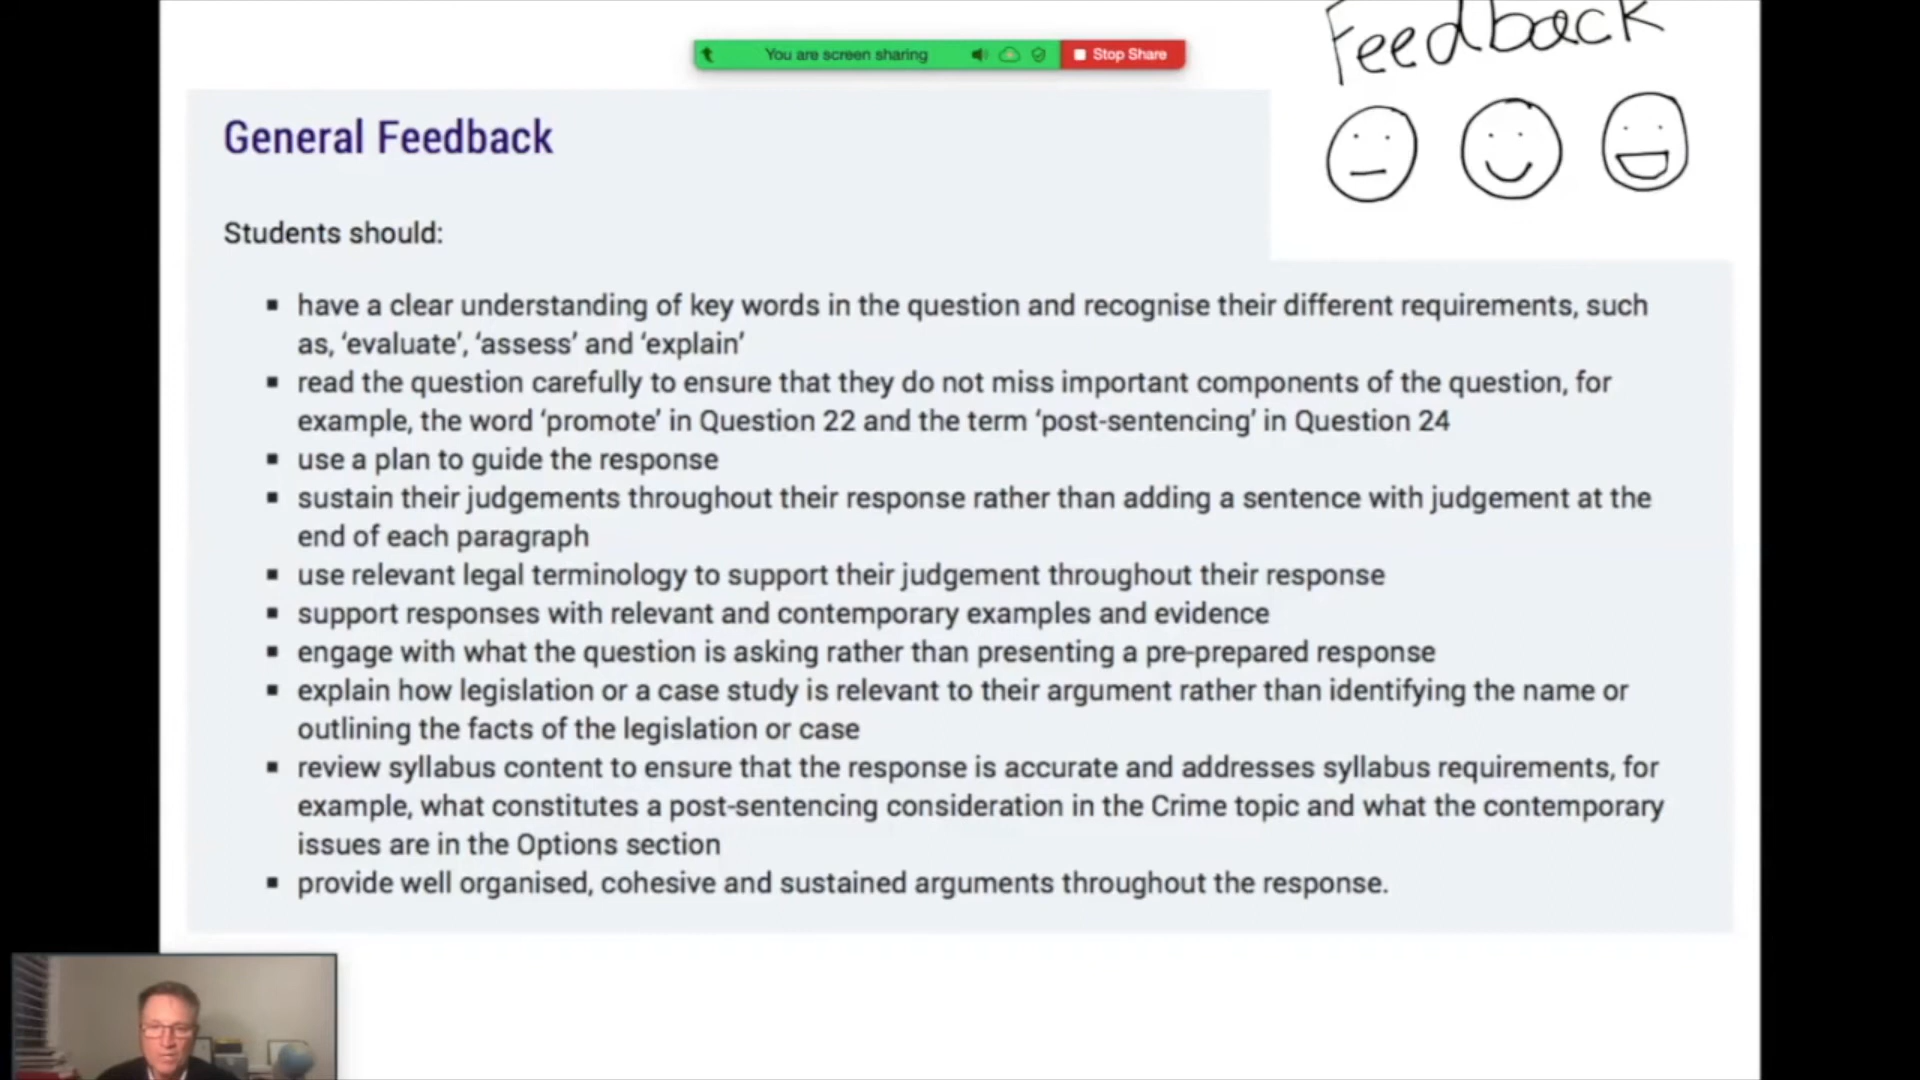 Feedback
You are screen sharing
Stop Share
General Feedback
Students should:
▪ have a clear understanding of key words in the question and recognise their different requirements, such
as, ‘evaluate’, ‘assess’ and ‘explain’
▪ read the question carefully to ensure that they do not miss important components of the question, for
example, the word ‘promote’ in Question 22 and the term ‘post-sentencing’ in Question 24
▪ use a plan to guide the response
▪ sustain their judgements throughout their response rather than adding a sentence with judgement at the
end of each paragraph
▪ use relevant legal terminology to support their judgement throughout their response
▪ support responses with relevant and contemporary examples and evidence
▪ engage with what the question is asking rather than presenting a pre-prepared response
▪ explain how legislation or a case study is relevant to their argument rather than identifying the name or
outlining the facts of the legislation or case
▪ review syllabus content to ensure that the response is accurate and addresses syllabus requirements, for
example, what constitutes a post-sentencing consideration in the Crime topic and what the contemporary
issues are in the Options section
▪ provide well organised, cohesive and sustained arguments throughout the response.